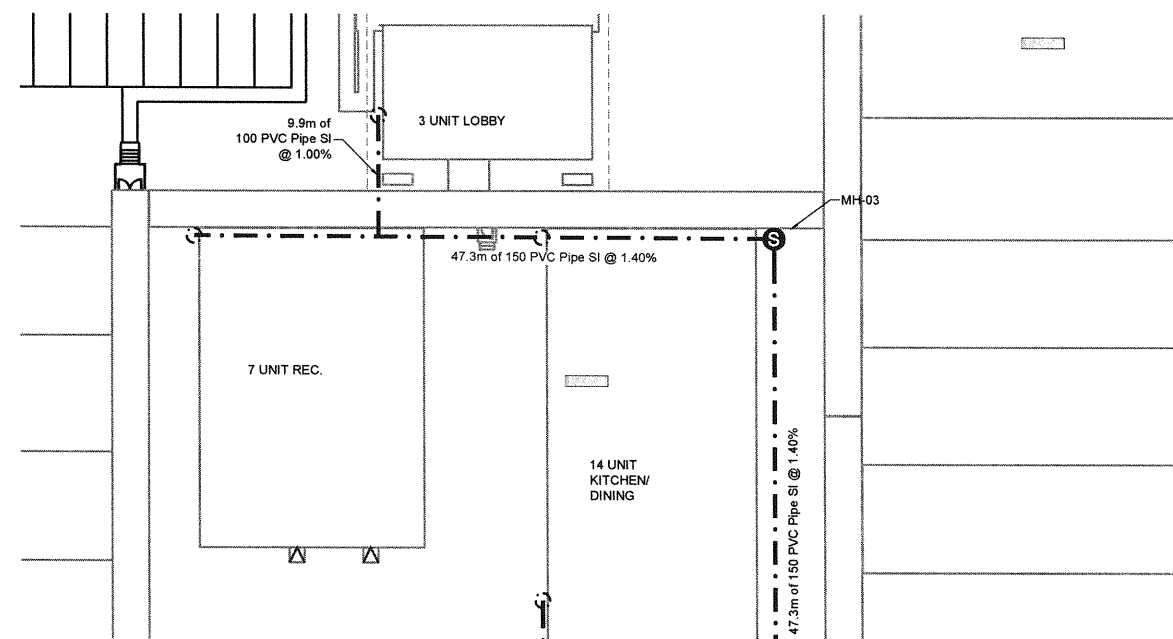 9.9m of
100 PVC Pipe SI
@ 1.00%
3 UNIT LOBBY
MH-03
S
47.3m of 150 PVC Pipe SI @ 1.40%
7 UNIT REC.
14 UNIT
KITCHEN/
DINING
47.3m of 150 PVC Pipe SI @ 1.40%